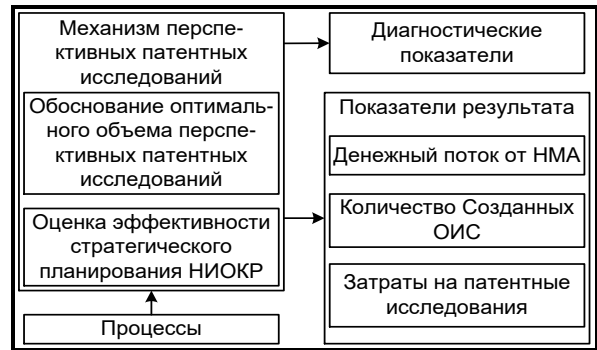 Механизм перспе-
ктивных патентных
исследований
Обоснование оптималь-
ного объема перспе-
ктивных патентных
исследований
Оценка эффективности
стратегического
планирования НИОКР
Процессы
Диагностические
показатели
Показатели результата
Денежный поток от НМА
Количество Созданных
ОИС
Затраты на патентные
исследования